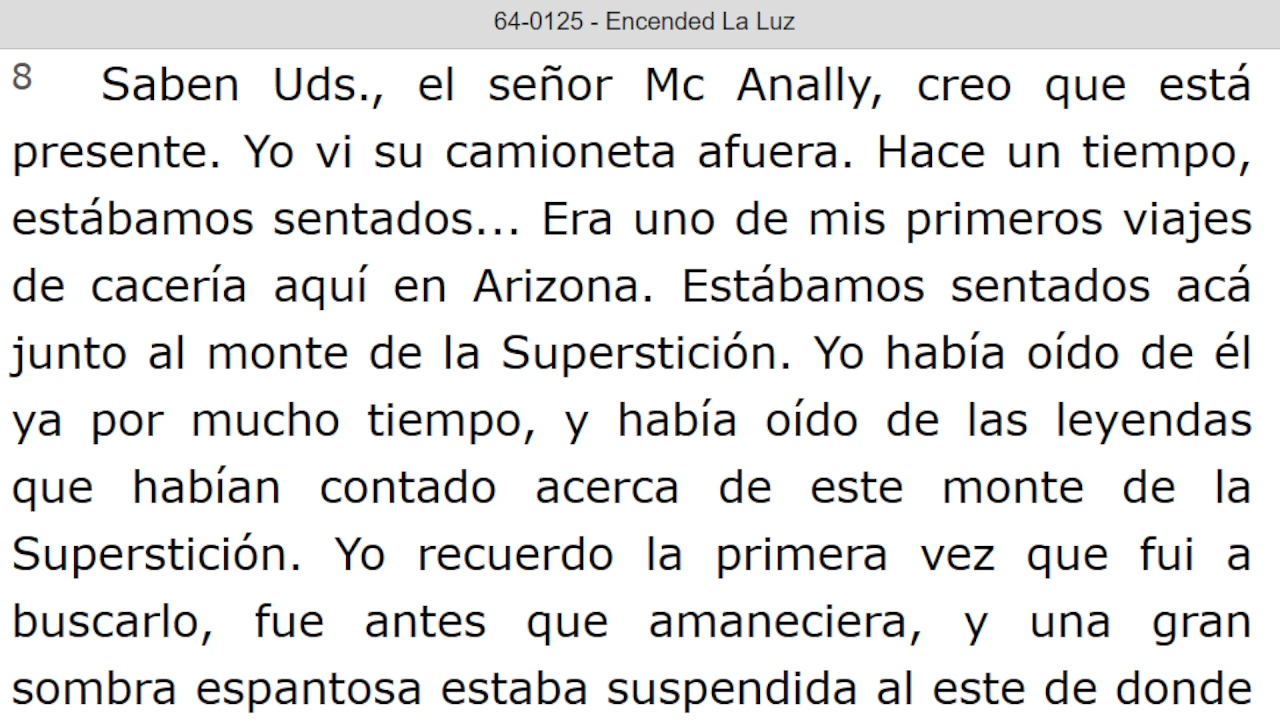 64-0125 - Encended La Luz
8 Saben Uds., el señor Mc Anally, creo que está
presente. Yo vi su camioneta afuera. Hace un tiempo,
estábamos sentados... Era uno de mis primeros viajes
de cacería aquí en Arizona. Estábamos sentados acá
junto al monte de la Superstición. Yo había oído de él
ya por mucho tiempo, y había oído de las leyendas
que habían contado acerca de este monte de la
Superstición. Yo recuerdo la primera vez que fui a
buscarlo, fue antes que amaneciera, y una gran
sombra espantosa estaba suspendida al este de donde